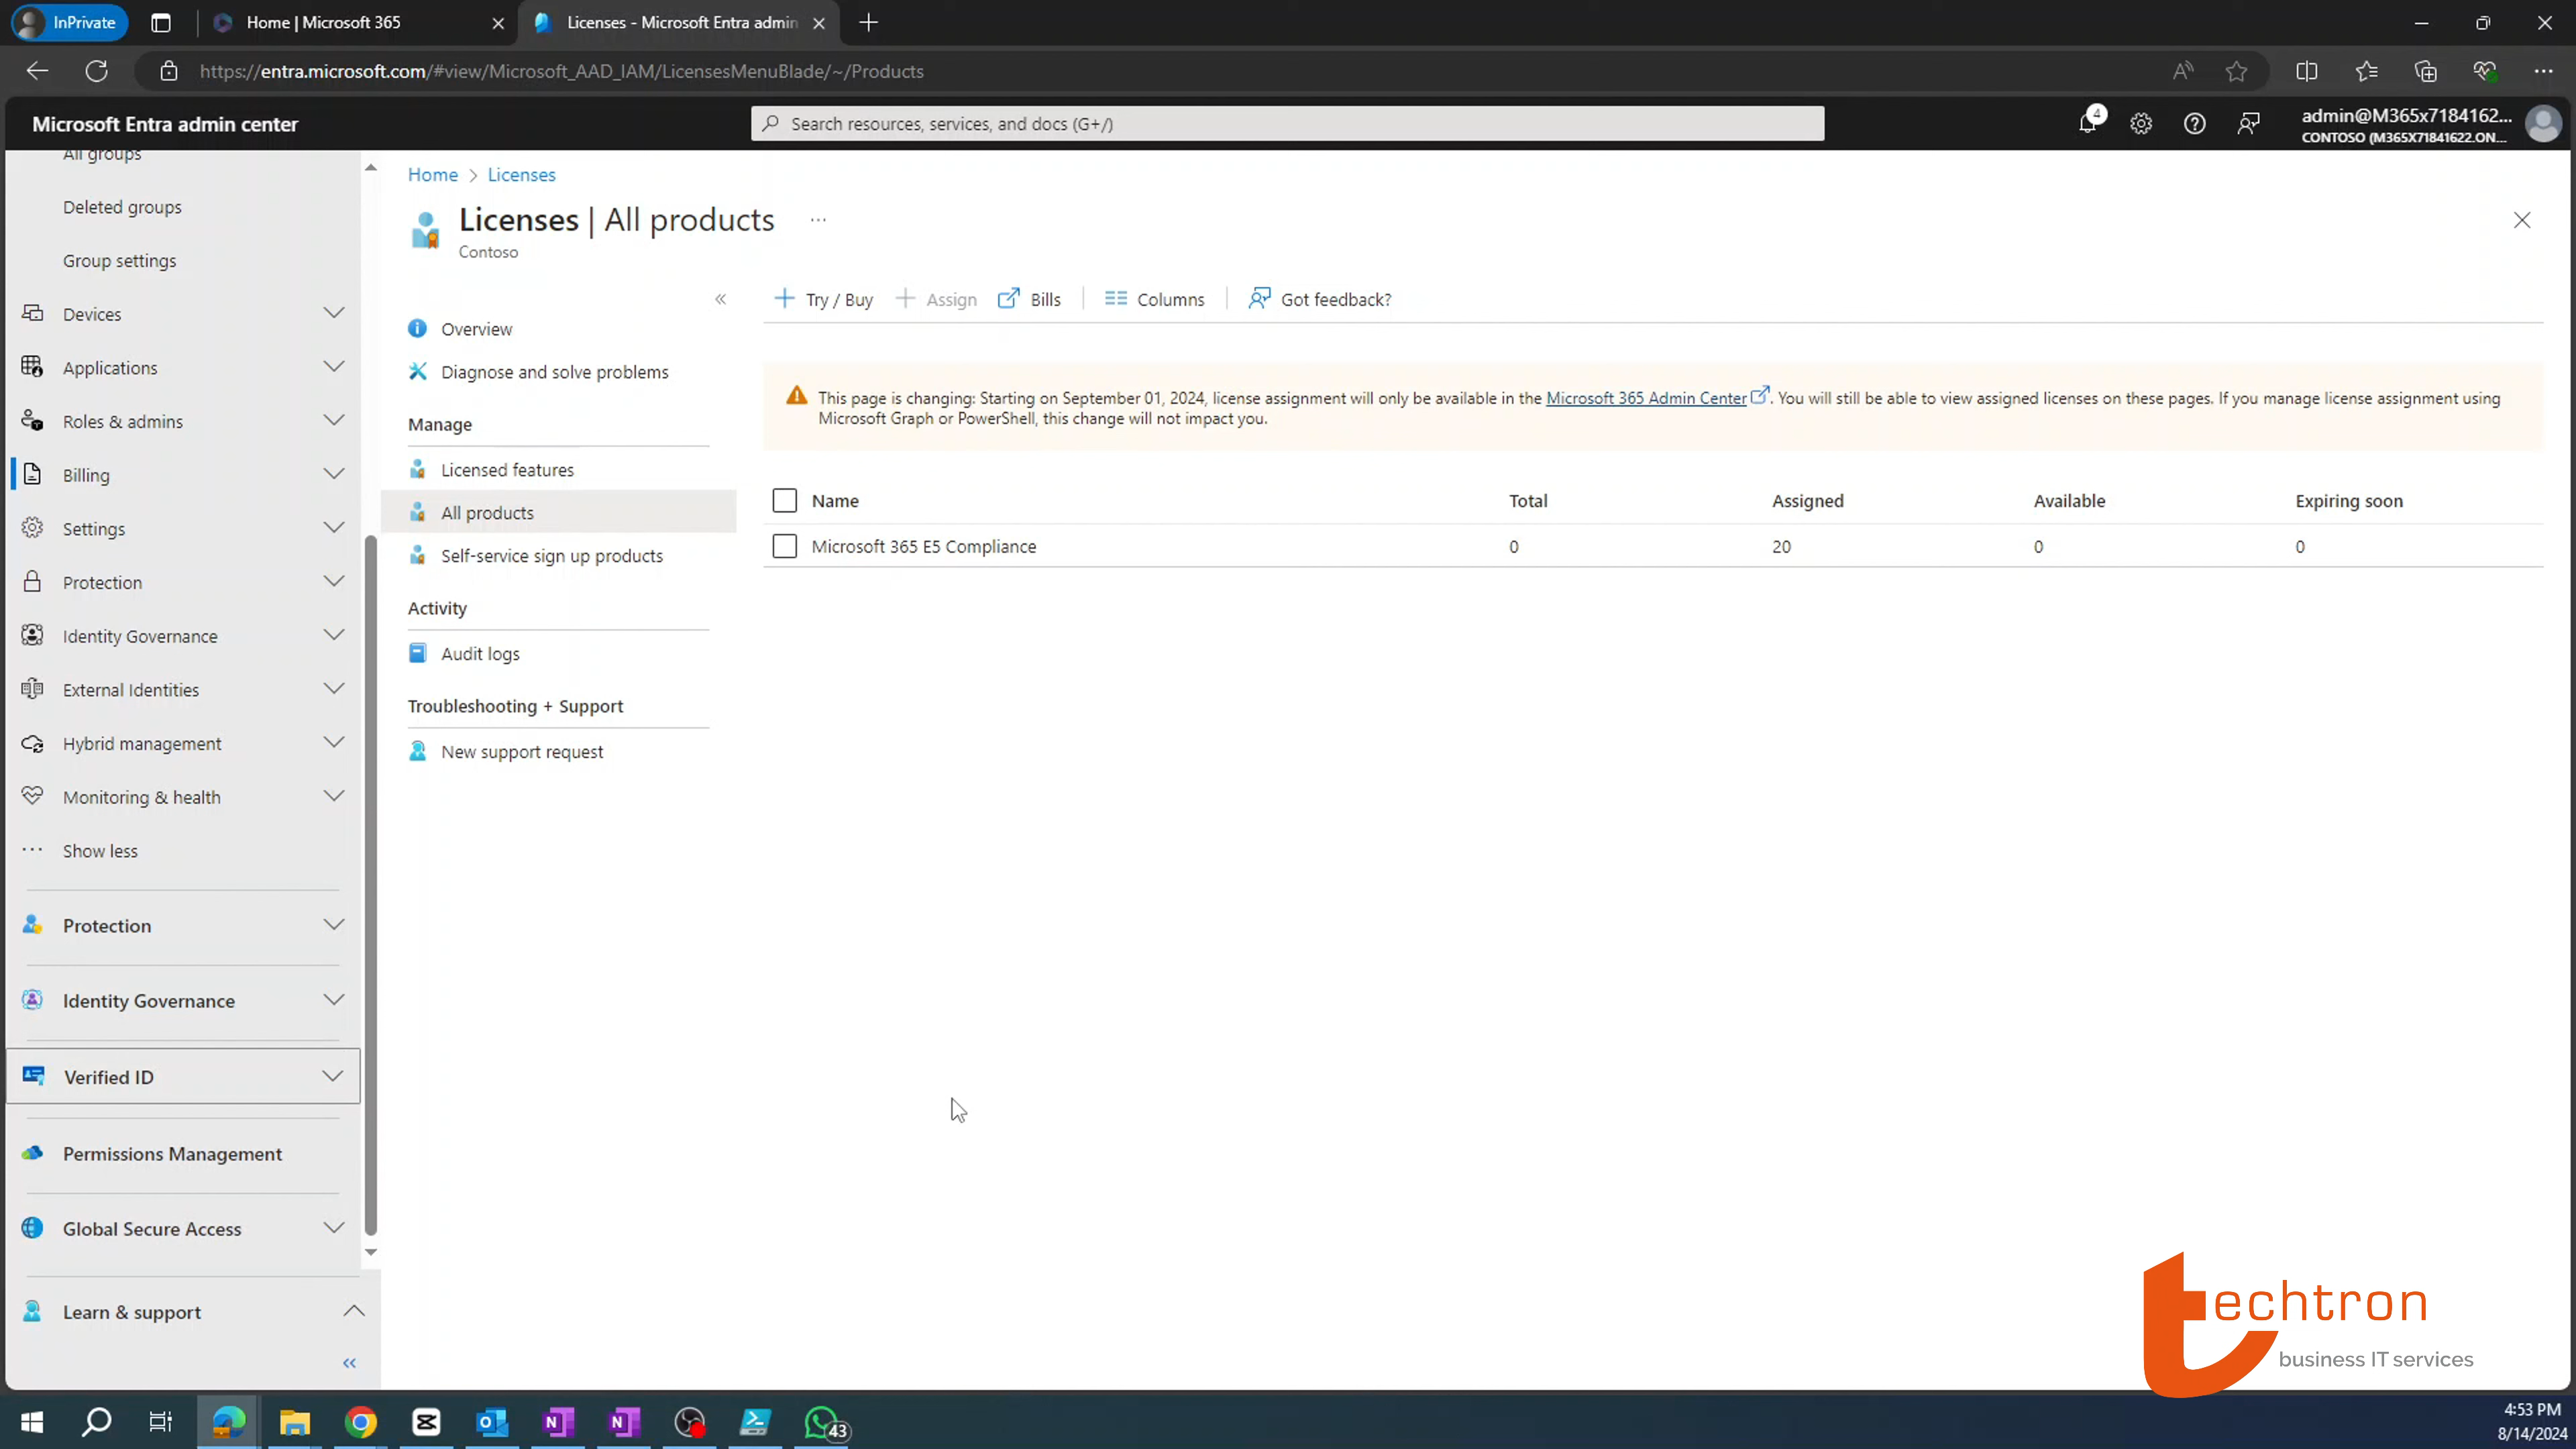 InPrivate
Home | Microsoft 365
Licenses - Microsoft Entra admin
https://entra.microsoft.com/#view/Microsoft_AAD_IAM/LicensesMenuBlade/~/Products
Microsoft Entra admin center
Search resources, services, and docs (G+/)
4
admin@M365x7184162...
CONTOSO (M365X71841622.ON...
All groups
Deleted groups
Group settings
Devices
Applications
Roles & admins
Billing
Settings
Protection
Identity Governance
External Identities
Hybrid management
Monitoring & health
Show less
Protection
Identity Governance
Verified ID
Permissions Management
Global Secure Access
Learn & support
Home > Licenses
Licenses | All products
Contoso
Overview
Diagnose and solve problems
Manage
Licensed features
All products
Self-service sign up products
Activity
Audit logs
Troubleshooting + Support
New support request
Try / Buy Assign Bills Columns Got feedback?
This page is changing: Starting on September 01, 2024, license assignment will only be available in the Microsoft 365 Admin Center. You will still be able to view assigned licenses on these pages. If you manage license assignment using
Microsoft Graph or PowerShell, this change will not impact you.
Name Total Assigned Available Expiring soon
Microsoft 365 E5 Compliance 0 20 0 0
techtron
business IT services
43
4:53 PM
8/14/2024